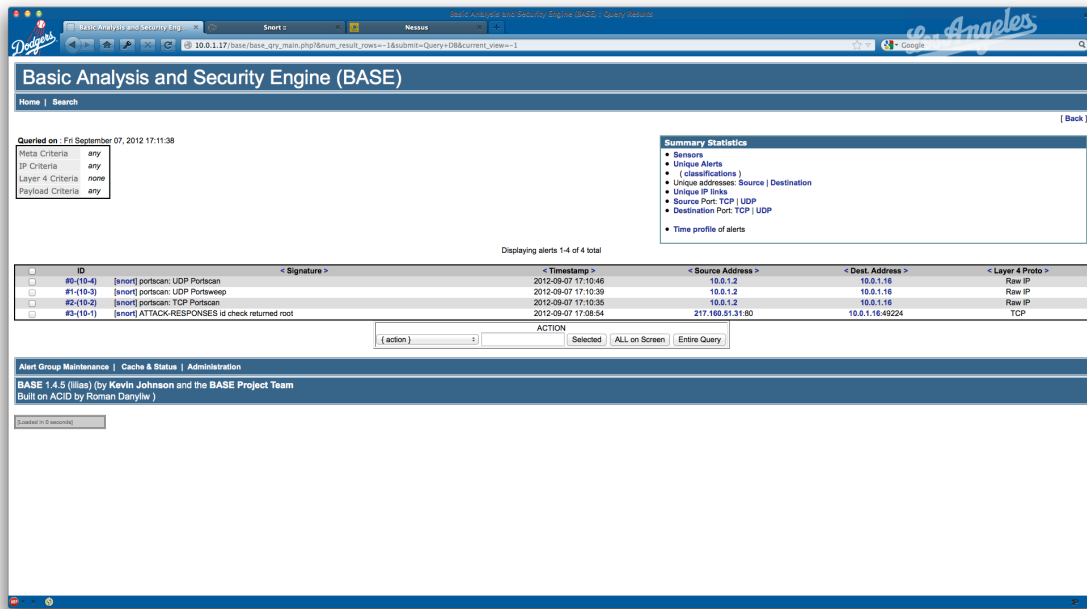 Basic Analysis and Security Engine (BASE) : Query Results
Basic Analysis and Security Eng...
Snort ::
Nessus
Dodgers
Los Angeles
10.0.1.17/base/base_qry_main.php?&num_result_rows=-1&submit=Query+DB&current_view=-1
Google
Basic Analysis and Security Engine (BASE)
Home | Search
[ Back ]
Queried on : Fri September 07, 2012 17:11:38
Meta Criteria any
IP Criteria any
Layer 4 Criteria none
Payload Criteria any
Summary Statistics
• Sensors
• Unique Alerts
• ( classifications )
• Unique addresses: Source | Destination
• Unique IP links
• Source Port: TCP | UDP
• Destination Port: TCP | UDP
• Time profile of alerts
Displaying alerts 1-4 of 4 total
ID < Signature > < Timestamp > < Source Address > < Dest. Address > < Layer 4 Proto >
#0-(10-4) [snort] portscan: UDP Portscan 2012-09-07 17:10:46 10.0.1.2 10.0.1.16 Raw IP
#1-(10-3) [snort] portscan: UDP Portsweep 2012-09-07 17:10:39 10.0.1.2 10.0.1.16 Raw IP
#2-(10-2) [snort] portscan: TCP Portscan 2012-09-07 17:10:35 10.0.1.2 10.0.1.16 Raw IP
#3-(10-1) [snort] ATTACK-RESPONSES id check returned root 2012-09-07 17:08:54 217.160.51.31:80 10.0.1.16:49224 TCP
ACTION
{ action } Selected ALL on Screen Entire Query
Alert Group Maintenance | Cache & Status | Administration
BASE 1.4.5 (lilias) (by Kevin Johnson and the BASE Project Team
Built on ACID by Roman Danyliw )
[Loaded in 0 seconds]